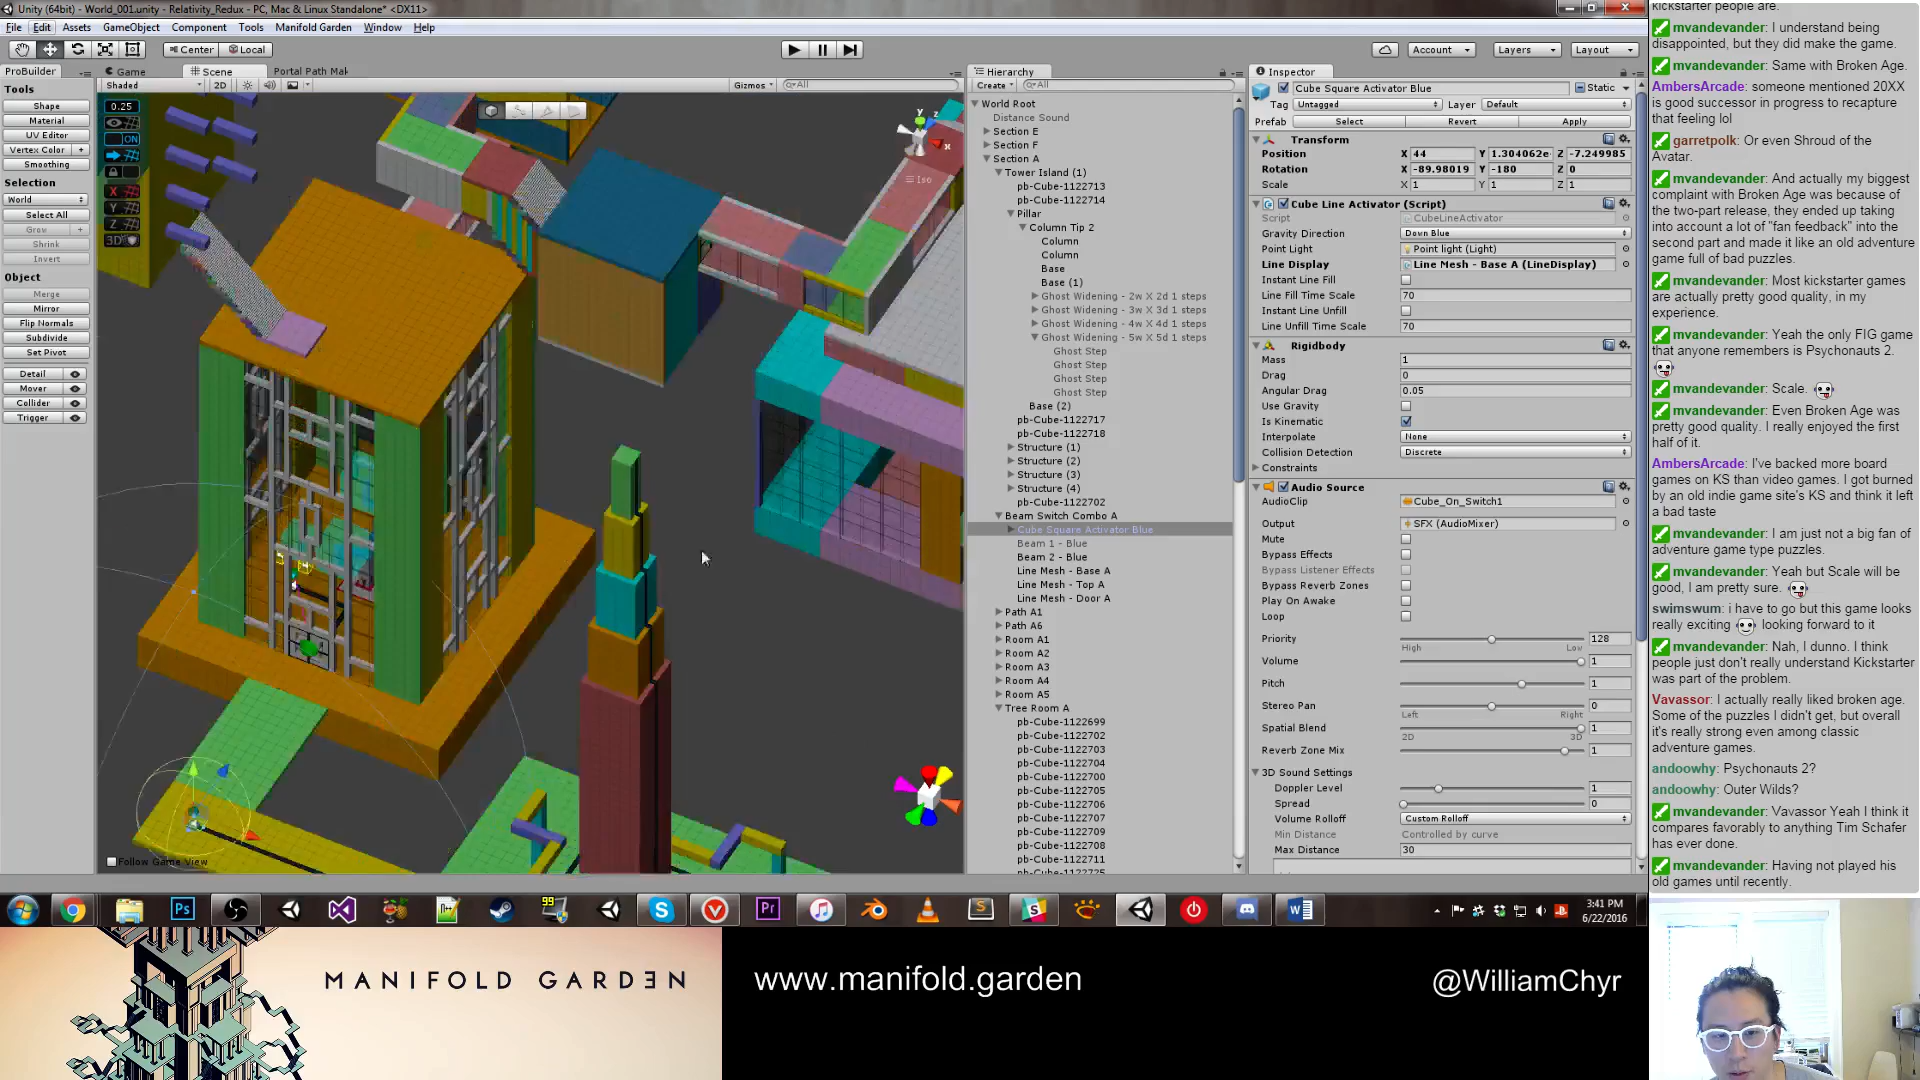 Unity (64bit) - World_001.unity - Relativity_Redux - PC, Mac & Linux Standalone* <DX11>
File Edit Assets GameObject Component Tools Manifold Garden Window Help
Center Local Account Layers Layout
ProBuilder Game Scene Portal Path Mak
Shaded 2D Gizmos All
Tools
Shape
Material
UV Editor
Vertex Color +
Smoothing
Selection
World
Select All
Grow +
Shrink
Invert
Object
Merge
Mirror
Flip Normals
Subdivide
Set Pivot
Detail
Mover
Collider
Trigger
0.25
ON
X
Y
Z
3D
y
z
x
Iso
Follow Game View
Hierarchy
Create All
World Root
Distance Sound
Section E
Section F
Section A
Tower Island (1)
pb-Cube-1122713
pb-Cube-1122714
Pillar
Column Tip 2
Column
Column
Base
Base (1)
Ghost Widening - 2w X 2d 1 steps
Ghost Widening - 3w X 3d 1 steps
Ghost Widening - 4w X 4d 1 steps
Ghost Widening - 5w X 5d 1 steps
Ghost Step
Ghost Step
Ghost Step
Ghost Step
Base (2)
pb-Cube-1122717
pb-Cube-1122718
Structure (1)
Structure (2)
Structure (3)
Structure (4)
pb-Cube-1122702
Beam Switch Combo A
Cube Square Activator Blue
Beam 1 - Blue
Beam 2 - Blue
Line Mesh - Base A
Line Mesh - Top A
Line Mesh - Door A
Path A1
Path A6
Room A1
Room A2
Room A3
Room A4
Room A5
Tree Room A
pb-Cube-1122699
pb-Cube-1122702
pb-Cube-1122703
pb-Cube-1122704
pb-Cube-1122700
pb-Cube-1122705
pb-Cube-1122706
pb-Cube-1122707
pb-Cube-1122709
pb-Cube-1122708
pb-Cube-1122711
pb-Cube-1122725
Inspector
Cube Square Activator Blue Static
Tag Untagged Layer Default
Prefab Select Revert Apply
Transform
Position X 44 Y 1.304062e- Z -7.249985
Rotation X -89.98019 Y -180 Z 0
Scale X 1 Y 1 Z 1
Cube Line Activator (Script)
Script CubeLineActivator
Gravity Direction Down Blue
Point Light Point light (Light)
Line Display Line Mesh - Base A (LineDisplay)
Instant Line Fill
Line Fill Time Scale 70
Instant Line Unfill
Line Unfill Time Scale 70
Rigidbody
Mass 1
Drag 0
Angular Drag 0.05
Use Gravity
Is Kinematic
Interpolate None
Collision Detection Discrete
Constraints
Audio Source
AudioClip Cube_On_Switch1
Output SFX (AudioMixer)
Mute
Bypass Effects
Bypass Listener Effects
Bypass Reverb Zones
Play On Awake
Loop
Priority 128
High Low
Volume 1
Pitch 1
Stereo Pan 0
Left Right
Spatial Blend 1
2D 3D
Reverb Zone Mix 1
3D Sound Settings
Doppler Level 1
Spread 0
Volume Rolloff Custom Rolloff
Min Distance Controlled by curve
Max Distance 30
kickstarter people are.
mvandevander: I understand being
disappointed, but they did make the game.
mvandevander: Same with Broken Age.
AmbersArcade: someone mentioned 20XX
is good successor in progress to recapture
that feeling lol
garretpolk: Or even Shroud of the
Avatar.
mvandevander: And actually my biggest
complaint with Broken Age was because of
the two-part release, they ended up taking
into account a lot of "fan feedback" into the
second part and made it like an old adventure
game full of bad puzzles.
mvandevander: Most kickstarter games
are actually pretty good quality, in my
experience.
mvandevander: Yeah the only FIG game
that anyone remembers is Psychonauts 2.
mvandevander: Scale.
mvandevander: Even Broken Age was
pretty good quality. I really enjoyed the first
half of it.
AmbersArcade: I've backed more board
games on KS than video games. I got burned
by an old indie game site's KS and think it left
a bad taste
mvandevander: I am just not a big fan of
adventure game type puzzles.
mvandevander: Yeah but Scale will be
good, I am pretty sure.
swimswum: i have to go but this game looks
really exciting looking forward to it
mvandevander: Nah, I dunno. I think
people just don't really understand Kickstarter
was part of the problem.
Vavassor: I actually really liked broken age.
Some of the puzzles I didn't get, but overall
it's really strong even among classic
adventure games.
andoowhy: Psychonauts 2?
andoowhy: Outer Wilds?
mvandevander: Vavassor Yeah I think it
compares favorably to anything Tim Schafer
has ever done.
mvandevander: Having not played his
old games until recently.
Ps 99 S V Pr S W
3:41 PM
6/22/2016
MANIFOLD GARDƎN
www.manifold.garden
@WilliamChyr